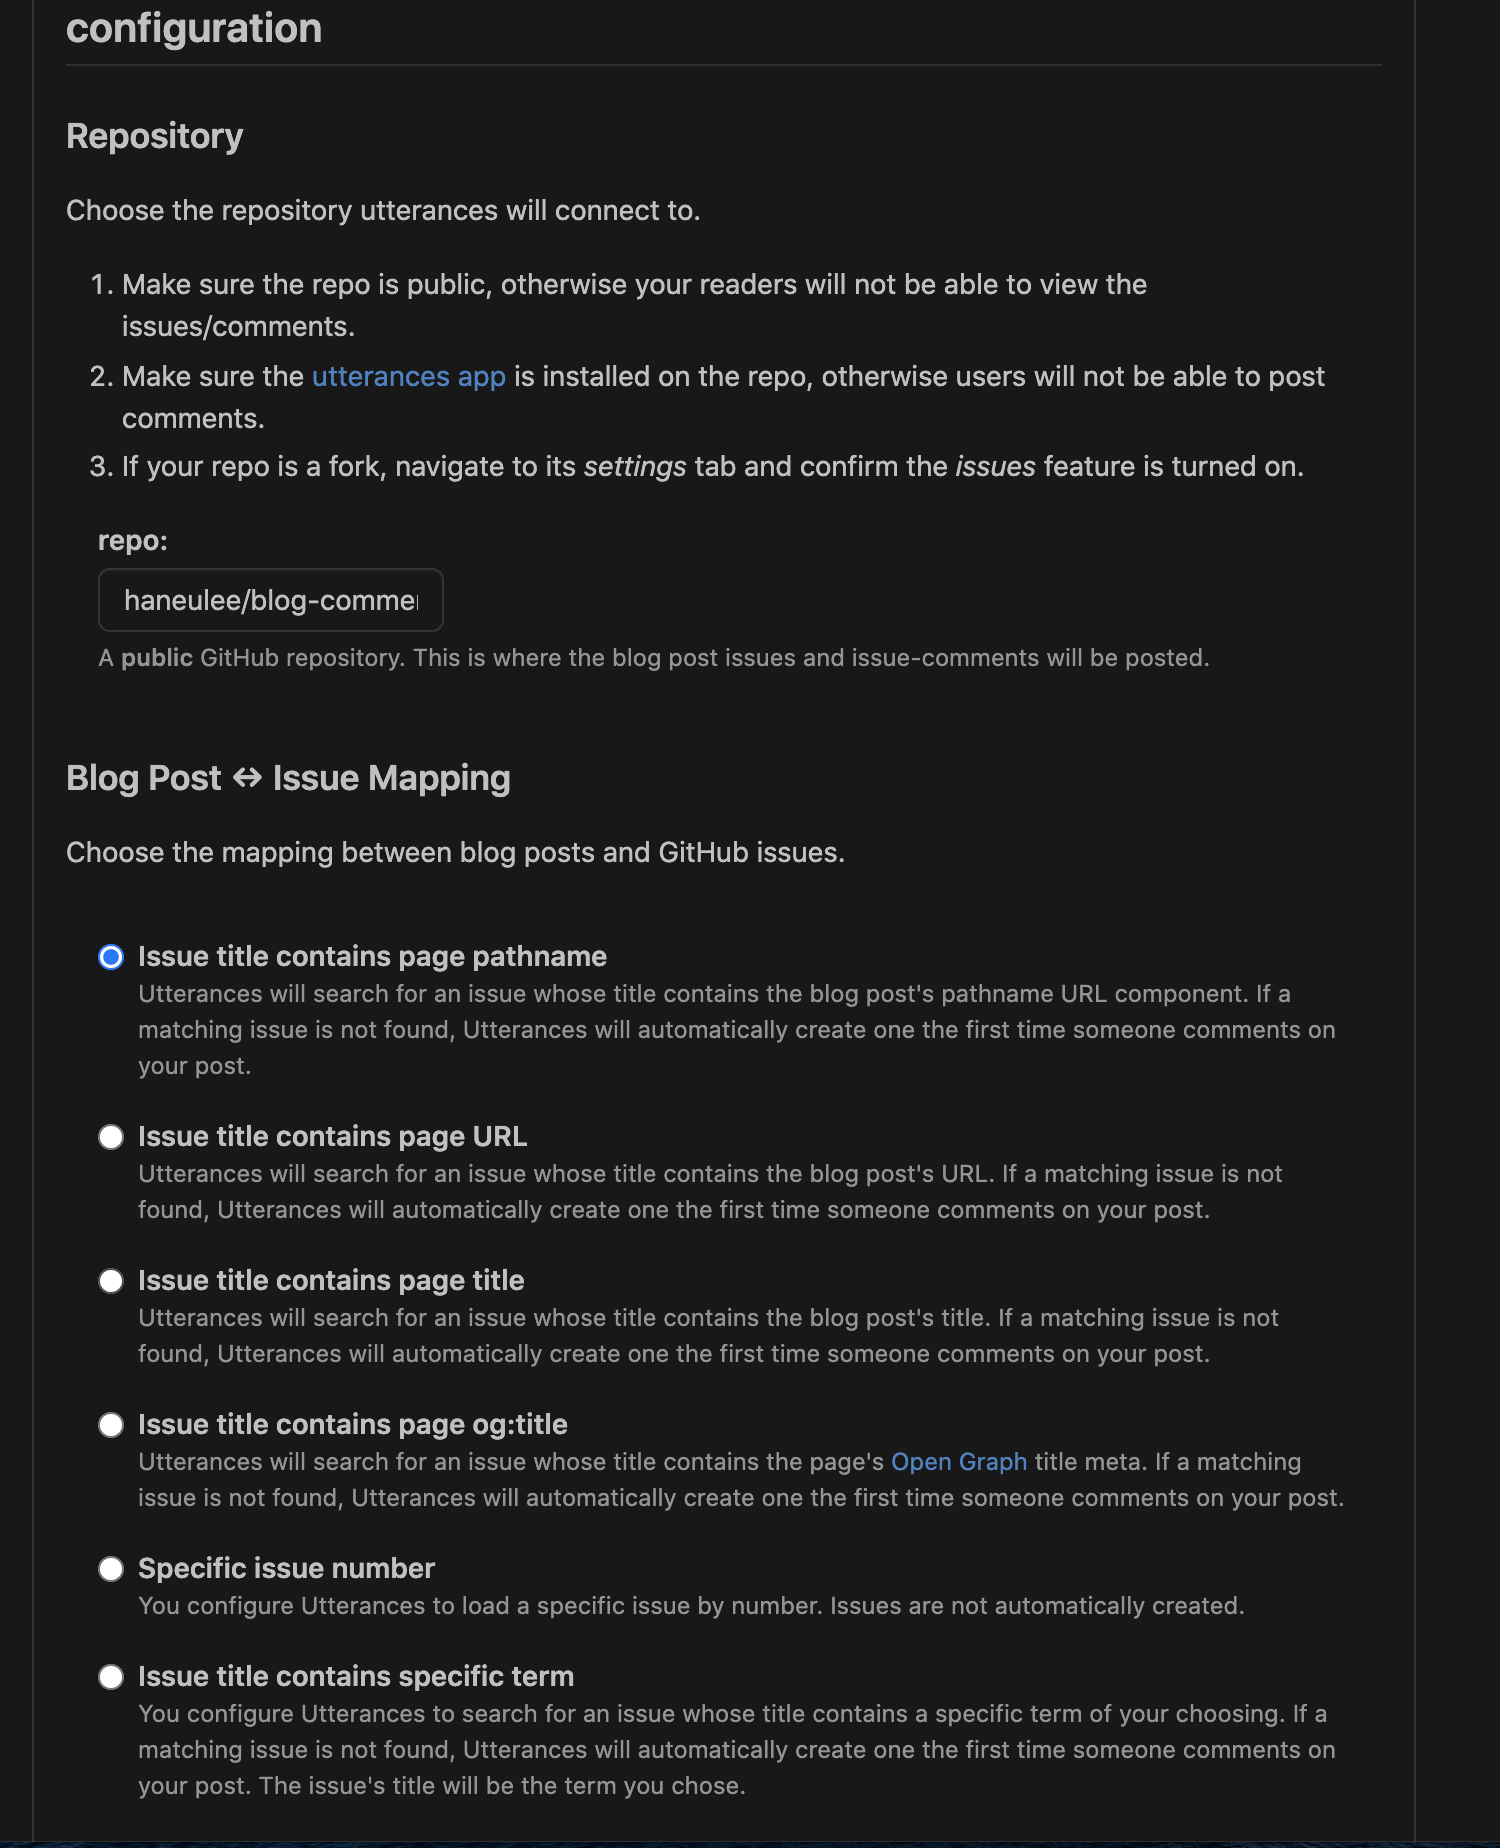 configuration
Repository
Choose the repository utterances will connect to.
1. Make sure the repo is public, otherwise your readers will not be able to view the
issues/comments.
2. Make sure the utterances app is installed on the repo, otherwise users will not be able to post
comments.
3. If your repo is a fork, navigate to its settings tab and confirm the issues feature is turned on.
repo:
haneulee/blog-comme
A public GitHub repository. This is where the blog post issues and issue-comments will be posted.
Blog Post ↔ Issue Mapping
Choose the mapping between blog posts and GitHub issues.
Issue title contains page pathname
Utterances will search for an issue whose title contains the blog post's pathname URL component. If a
matching issue is not found, Utterances will automatically create one the first time someone comments on
your post.
Issue title contains page URL
Utterances will search for an issue whose title contains the blog post's URL. If a matching issue is not
found, Utterances will automatically create one the first time someone comments on your post.
Issue title contains page title
Utterances will search for an issue whose title contains the blog post's title. If a matching issue is not
found, Utterances will automatically create one the first time someone comments on your post.
Issue title contains page og:title
Utterances will search for an issue whose title contains the page's Open Graph title meta. If a matching
issue is not found, Utterances will automatically create one the first time someone comments on your post.
Specific issue number
You configure Utterances to load a specific issue by number. Issues are not automatically created.
Issue title contains specific term
You configure Utterances to search for an issue whose title contains a specific term of your choosing. If a
matching issue is not found, Utterances will automatically create one the first time someone comments on
your post. The issue's title will be the term you chose.